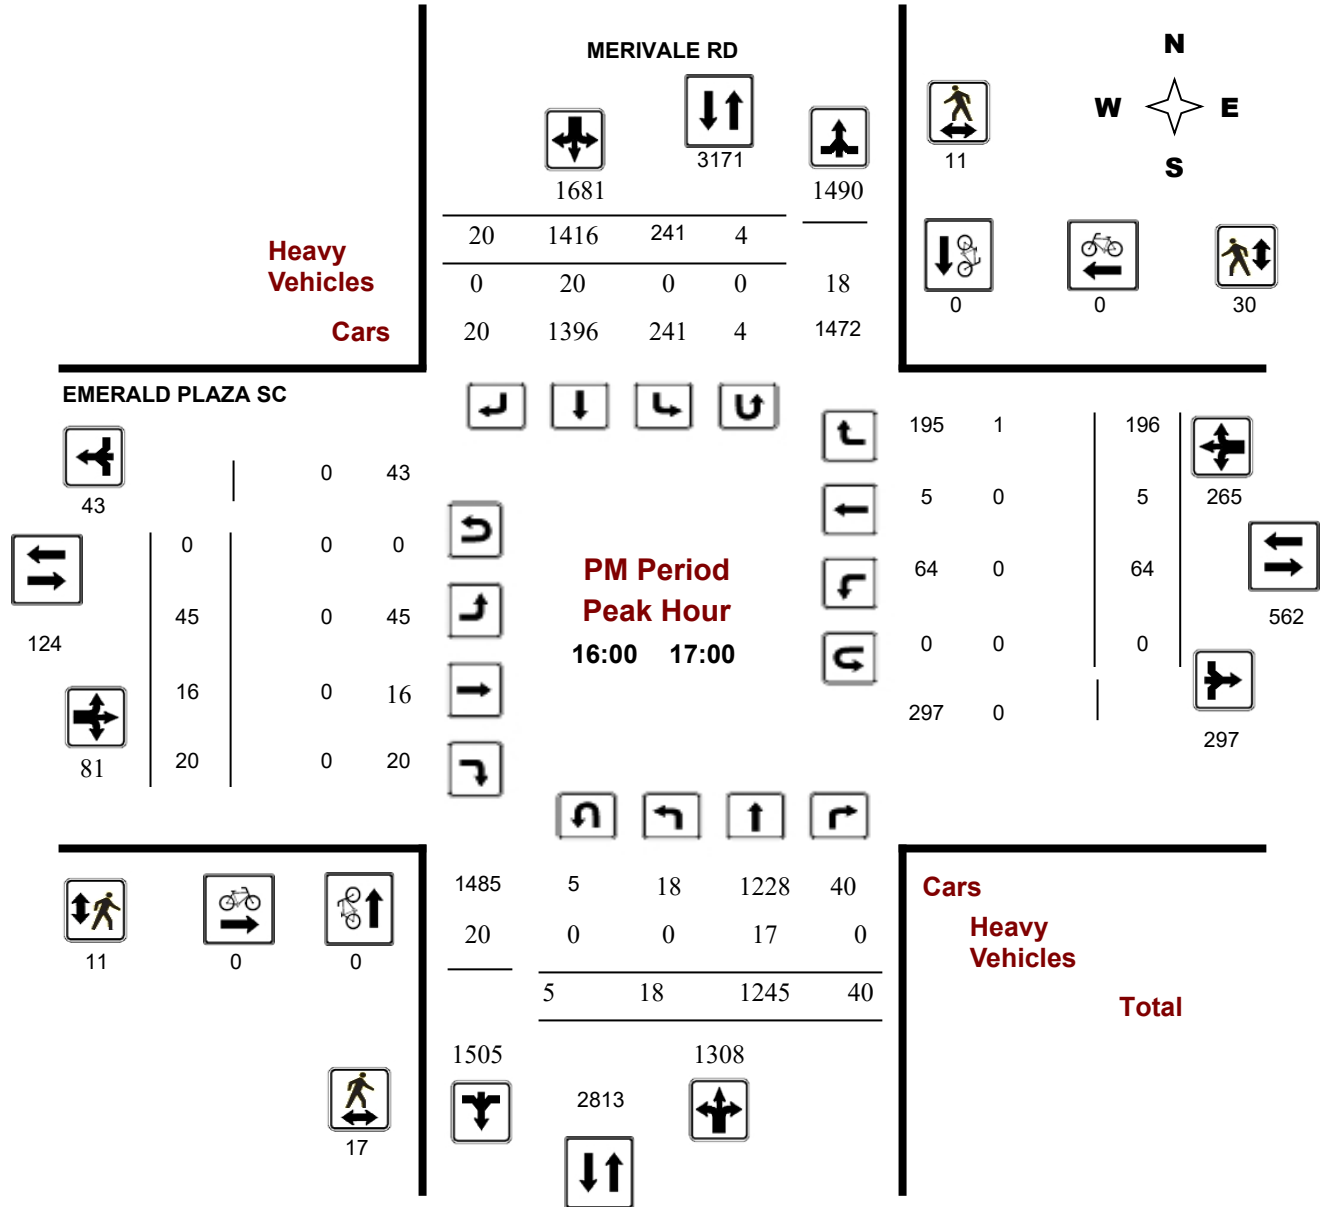 MERIVALE RD
N
W E
S
3171
11
1681
1490
20 1416 241 4
Heavy
Vehicles
0 20 0 0 18
0 0 30
Cars
20 1396 241 4 1472
EMERALD PLAZA SC
195 1 196
0 43
43
5 0 5 265
0 0 0
PM Period
64 0 64
Peak Hour
45 0 45
562
124
16:00 17:00
0 0 0
16 0 16
297 0
297
81
20 0 20
1485 5 18 1228 40
Cars
20 0 0 17 0
Heavy
Vehicles
11 0 0
5 18 1245 40
Total
1505 1308
2813
17